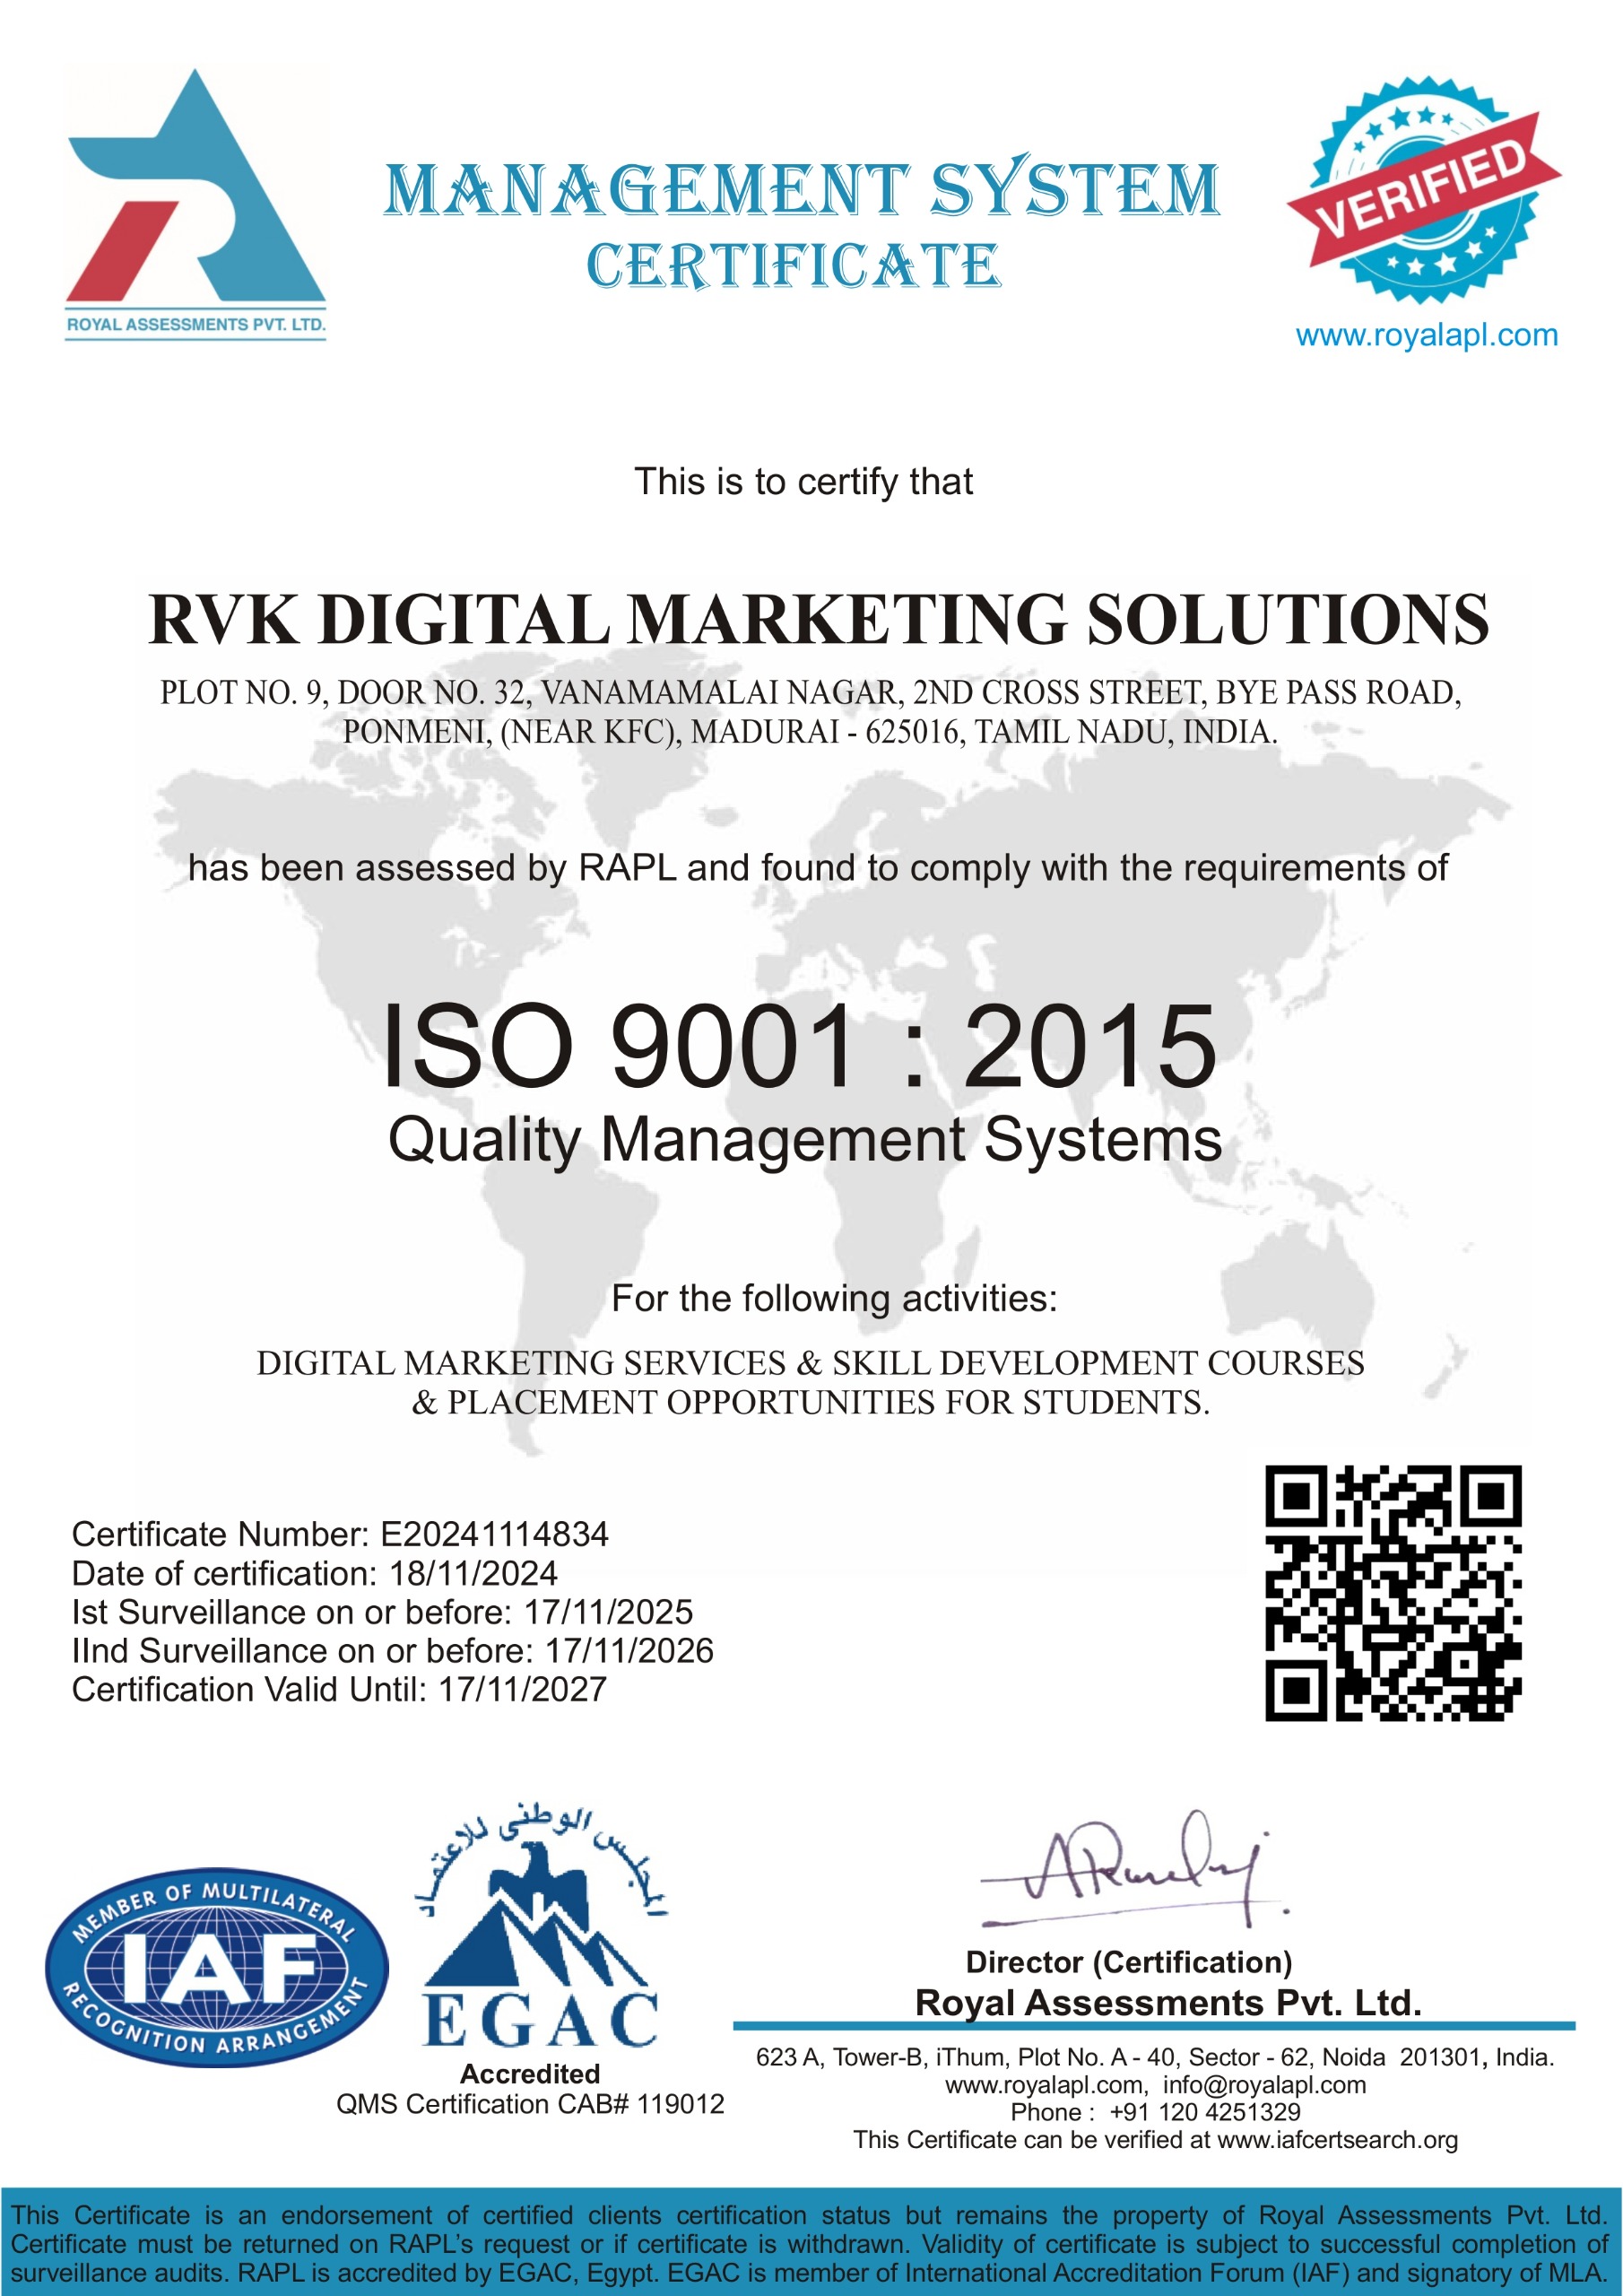 ROYAL ASSESSMENTS PVT. LTD.
MANAGEMENT SYSTEM
CERTIFICATE
VERIFIED
www.royalapl.com
This is to certify that
RVK DIGITAL MARKETING SOLUTIONS
PLOT NO. 9, DOOR NO. 32, VANAMAMALAI NAGAR, 2ND CROSS STREET, BYE PASS ROAD,
PONMENI, (NEAR KFC), MADURAI - 625016, TAMIL NADU, INDIA.
has been assessed by RAPL and found to comply with the requirements of
ISO 9001 : 2015
Quality Management Systems
For the following activities:
DIGITAL MARKETING SERVICES & SKILL DEVELOPMENT COURSES
& PLACEMENT OPPORTUNITIES FOR STUDENTS.
Certificate Number: E20241114834
Date of certification: 18/11/2024
Ist Surveillance on or before: 17/11/2025
IInd Surveillance on or before: 17/11/2026
Certification Valid Until: 17/11/2027
MEMBER OF MULTILATERAL
IAF
RECOGNITION ARRANGEMENT
المجلس الوطنى للاعتماد
EGAC
Accredited
QMS Certification CAB# 119012
Director (Certification)
Royal Assessments Pvt. Ltd.
623 A, Tower-B, iThum, Plot No. A - 40, Sector - 62, Noida 201301, India.
www.royalapl.com, info@royalapl.com
Phone : +91 120 4251329
This Certificate can be verified at www.iafcertsearch.org
This Certificate is an endorsement of certified clients certification status but remains the property of Royal Assessments Pvt. Ltd.
Certificate must be returned on RAPL's request or if certificate is withdrawn. Validity of certificate is subject to successful completion of
surveillance audits. RAPL is accredited by EGAC, Egypt. EGAC is member of International Accreditation Forum (IAF) and signatory of MLA.